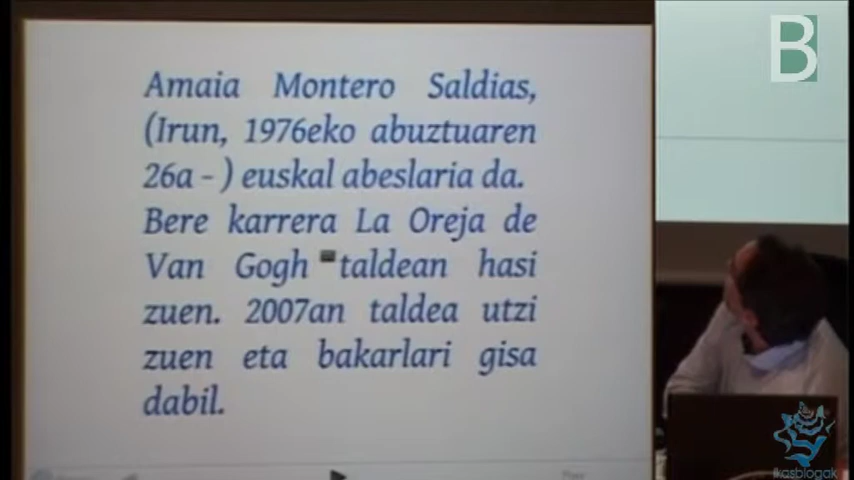 Amaia Montero Saldias,
(Irun, 1976eko abuztuaren
26a - ) euskal abeslaria da.
Bere karrera La Oreja de
Van Gogh taldean hasi
zuen. 2007an taldea utzi
zuen eta bakarlari gisa
dabil.
B
ikasblogak